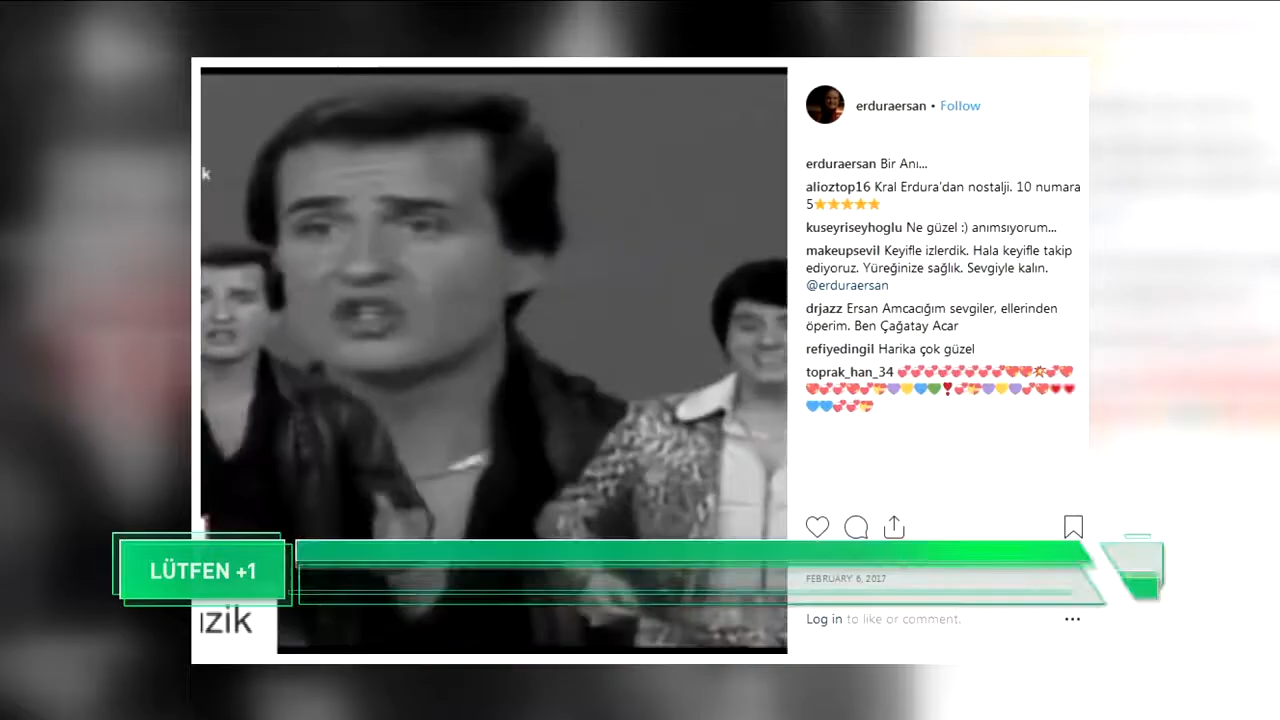 k
erduraersan • Follow
erduraersan Bir Anı...
alioztop16 Kral Erdura'dan nostalji. 10 numara
5⭐⭐⭐⭐⭐
kuseyriseyhoglu Ne güzel :) anımsıyorum...
makeupsevil Keyifle izlerdik. Hala keyifle takip
ediyoruz. Yüreğinize sağlık. Sevgiyle kalın.
@erduraersan
drjazz Ersan Amcacığım sevgiler, ellerinden
öperim. Ben Çağatay Acar
refiyedingil Harika çok güzel
toprak_han_34
LÜTFEN +1
FEBRUARY 6, 2017
ızik
Log in to like or comment.